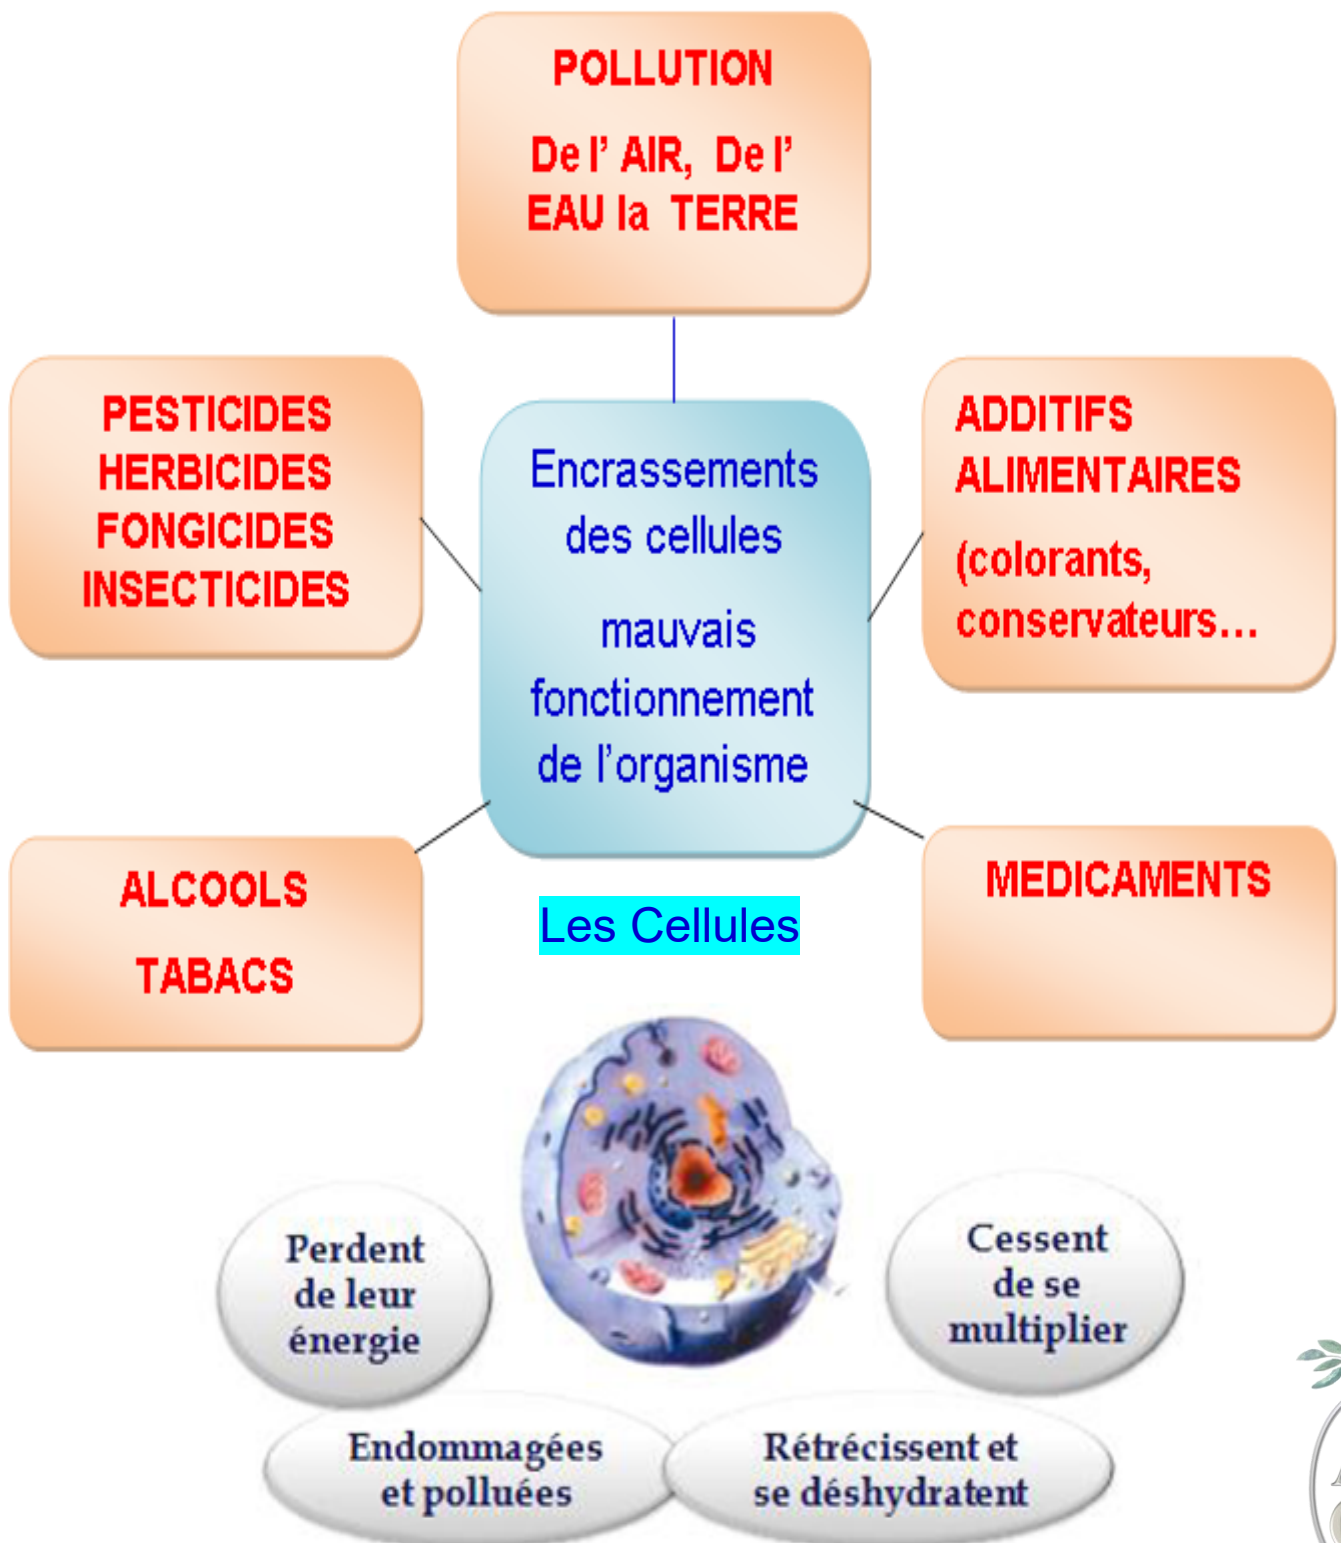 POLLUTION
De l’ AIR, De l’
EAU la TERRE
PESTICIDES
HERBICIDES
FONGICIDES
INSECTICIDES
Encrassements
des cellules
mauvais
fonctionnement
de l’organisme
ADDITIFS
ALIMENTAIRES
(colorants,
conservateurs…
ALCOOLS
TABACS
MEDICAMENTS
Les Cellules
Perdent
de leur
énergie
Cessent
de se
multiplier
Endommagées
et polluées
Rétrécissent et
se déshydratent